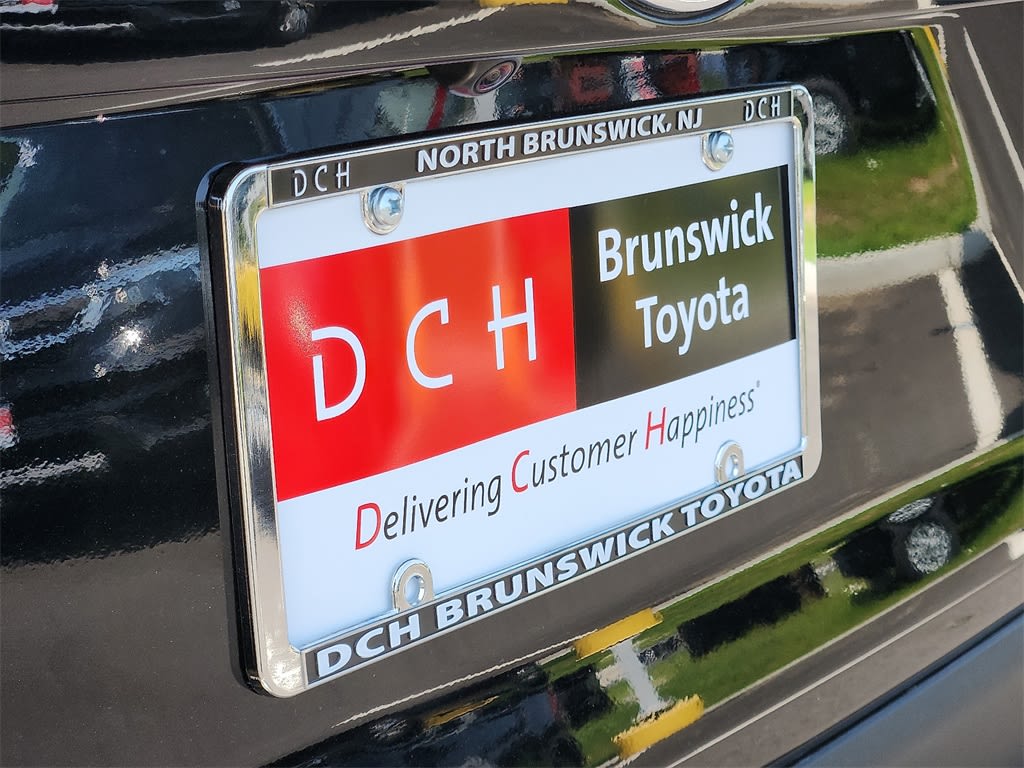 DCH NORTH BRUNSWICK, NJ DCH
DCH
Brunswick
Toyota
Delivering Customer Happiness®
DCH BRUNSWICK TOYOTA